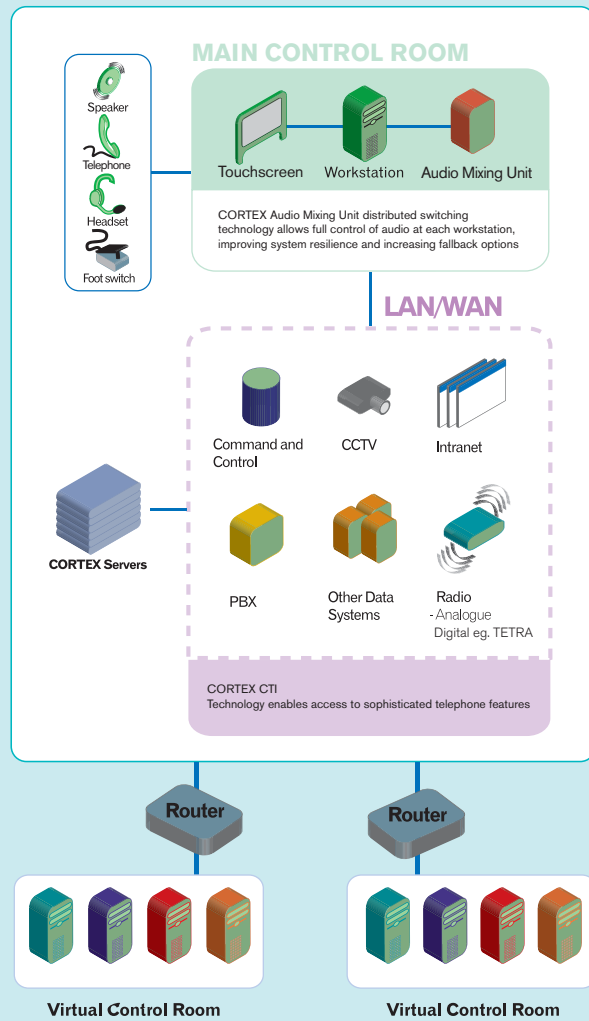 MAIN CONTROL ROOM
Speaker
Telephone
Headset
Foot switch
Touchscreen
Workstation
Audio Mixing Unit
CORTEX Audio Mixing Unit distributed switching
technology allows full control of audio at each workstation,
improving system resilience and increasing fallback options
LAN/WAN
Command and
Control
CCTV
Intranet
CORTEX Servers
PBX
Other Data
Systems
Radio
- Analogue
Digital eg. TETRA
CORTEX CTI
Technology enables access to sophisticated telephone features
Router
Router
Virtual Control Room
Virtual Control Room